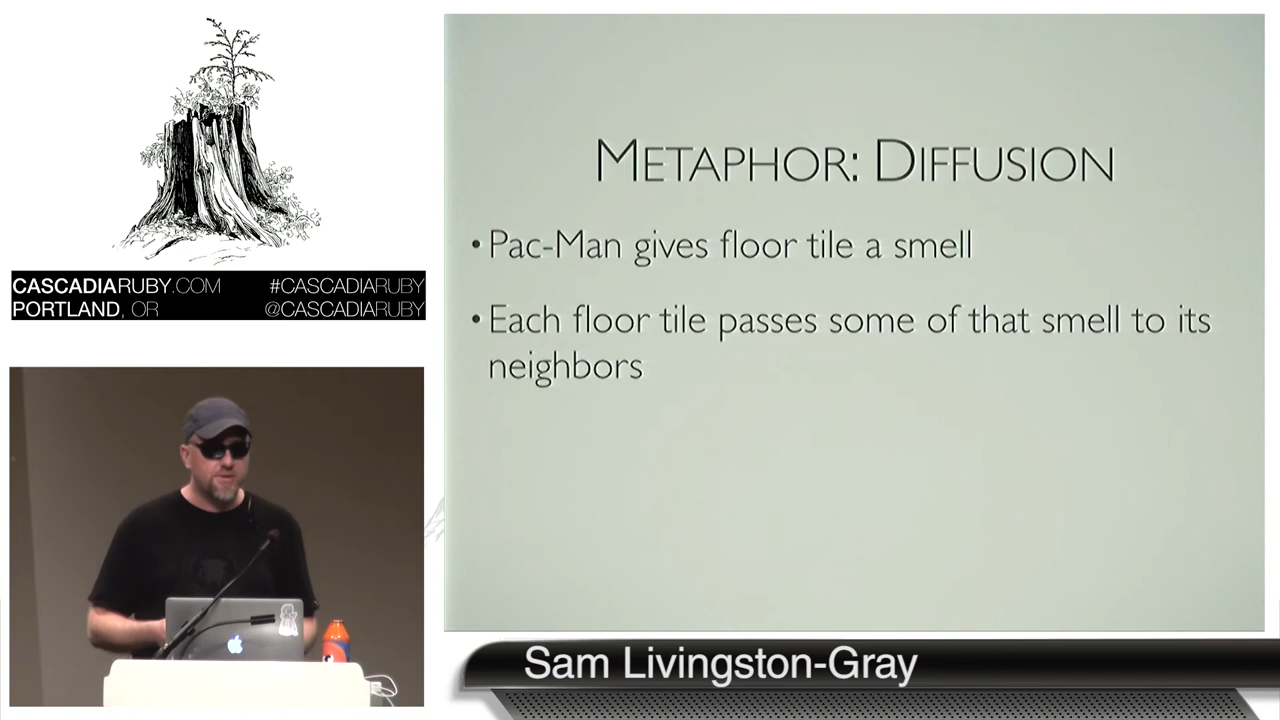 CASCADIARUBY.COM #CASCADIARUBY
PORTLAND, OR @CASCADIARUBY
METAPHOR: DIFFUSION
• Pac-Man gives floor tile a smell
• Each floor tile passes some of that smell to its
neighbors
Sam Livingston-Gray